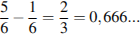 5/6 − 1/6 = 2/3 = 0,666...